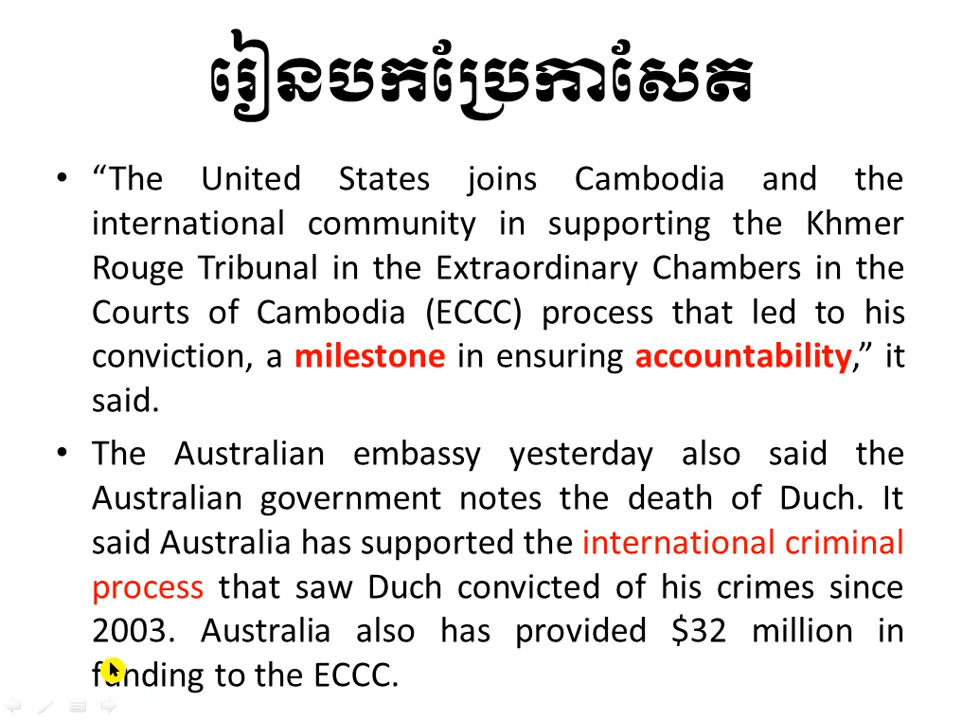 រៀនបកប្រែកាសែត
• “The United States joins Cambodia and the
international community in supporting the Khmer
Rouge Tribunal in the Extraordinary Chambers in the
Courts of Cambodia (ECCC) process that led to his
conviction, a milestone in ensuring accountability,” it
said.
• The Australian embassy yesterday also said the
Australian government notes the death of Duch. It
said Australia has supported the international criminal
process that saw Duch convicted of his crimes since
2003. Australia also has provided $32 million in
funding to the ECCC.